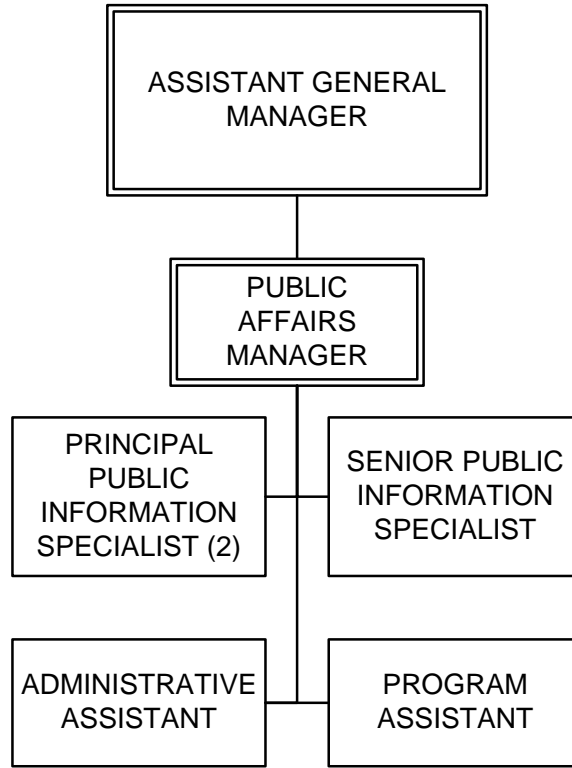 ASSISTANT GENERAL
MANAGER
PUBLIC
AFFAIRS
MANAGER
PRINCIPAL
PUBLIC
INFORMATION
SPECIALIST (2)
SENIOR PUBLIC
INFORMATION
SPECIALIST
ADMINISTRATIVE
ASSISTANT
PROGRAM
ASSISTANT